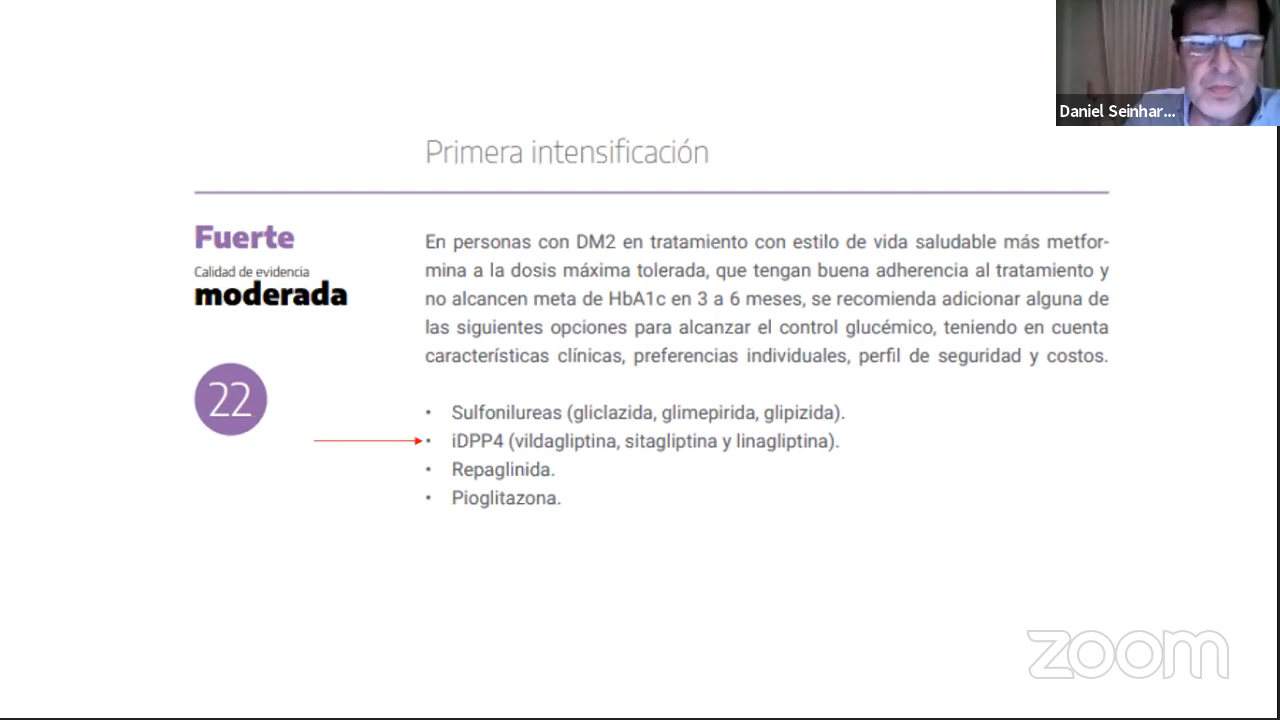 Daniel Seinhar...
Primera intensificación
Fuerte
Calidad de evidencia
moderada
22
En personas con DM2 en tratamiento con estilo de vida saludable más metfor-
mina a la dosis máxima tolerada, que tengan buena adherencia al tratamiento y
no alcancen meta de HbA1c en 3 a 6 meses, se recomienda adicionar alguna de
las siguientes opciones para alcanzar el control glucémico, teniendo en cuenta
características clínicas, preferencias individuales, perfil de seguridad y costos.
• Sulfonilureas (gliclazida, glimepirida, glipizida).
• iDPP4 (vildagliptina, sitagliptina y linagliptina).
• Repaglinida.
• Pioglitazona.
zoom